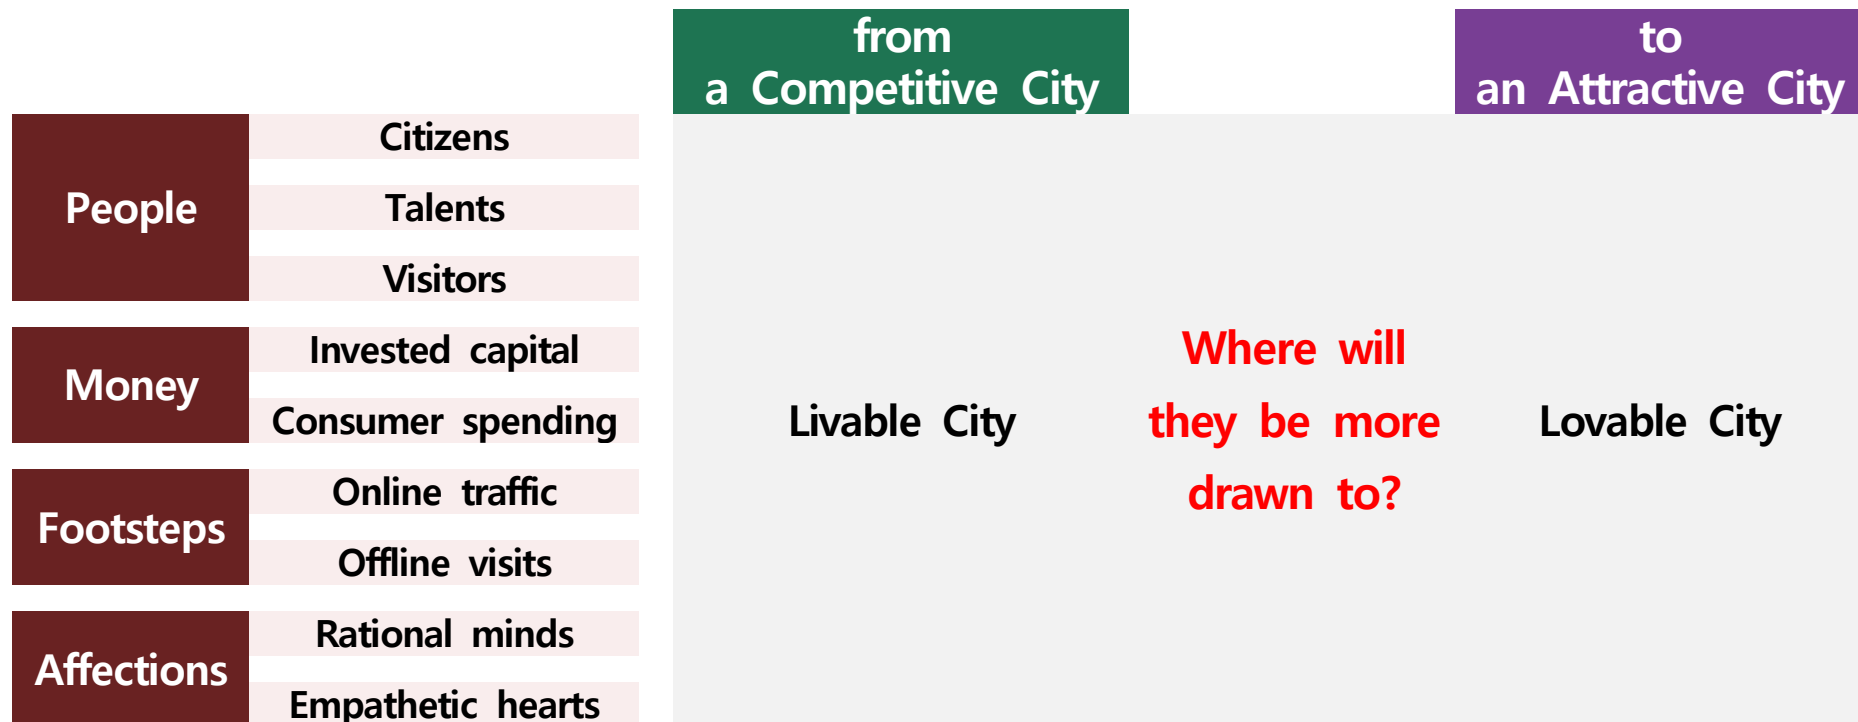 from
a Competitive City
to
an Attractive City
People
Citizens
Talents
Visitors
Money
Invested capital
Consumer spending
Footsteps
Online traffic
Offline visits
Affections
Rational minds
Empathetic hearts
Livable City
Where will
they be more
drawn to?
Lovable City